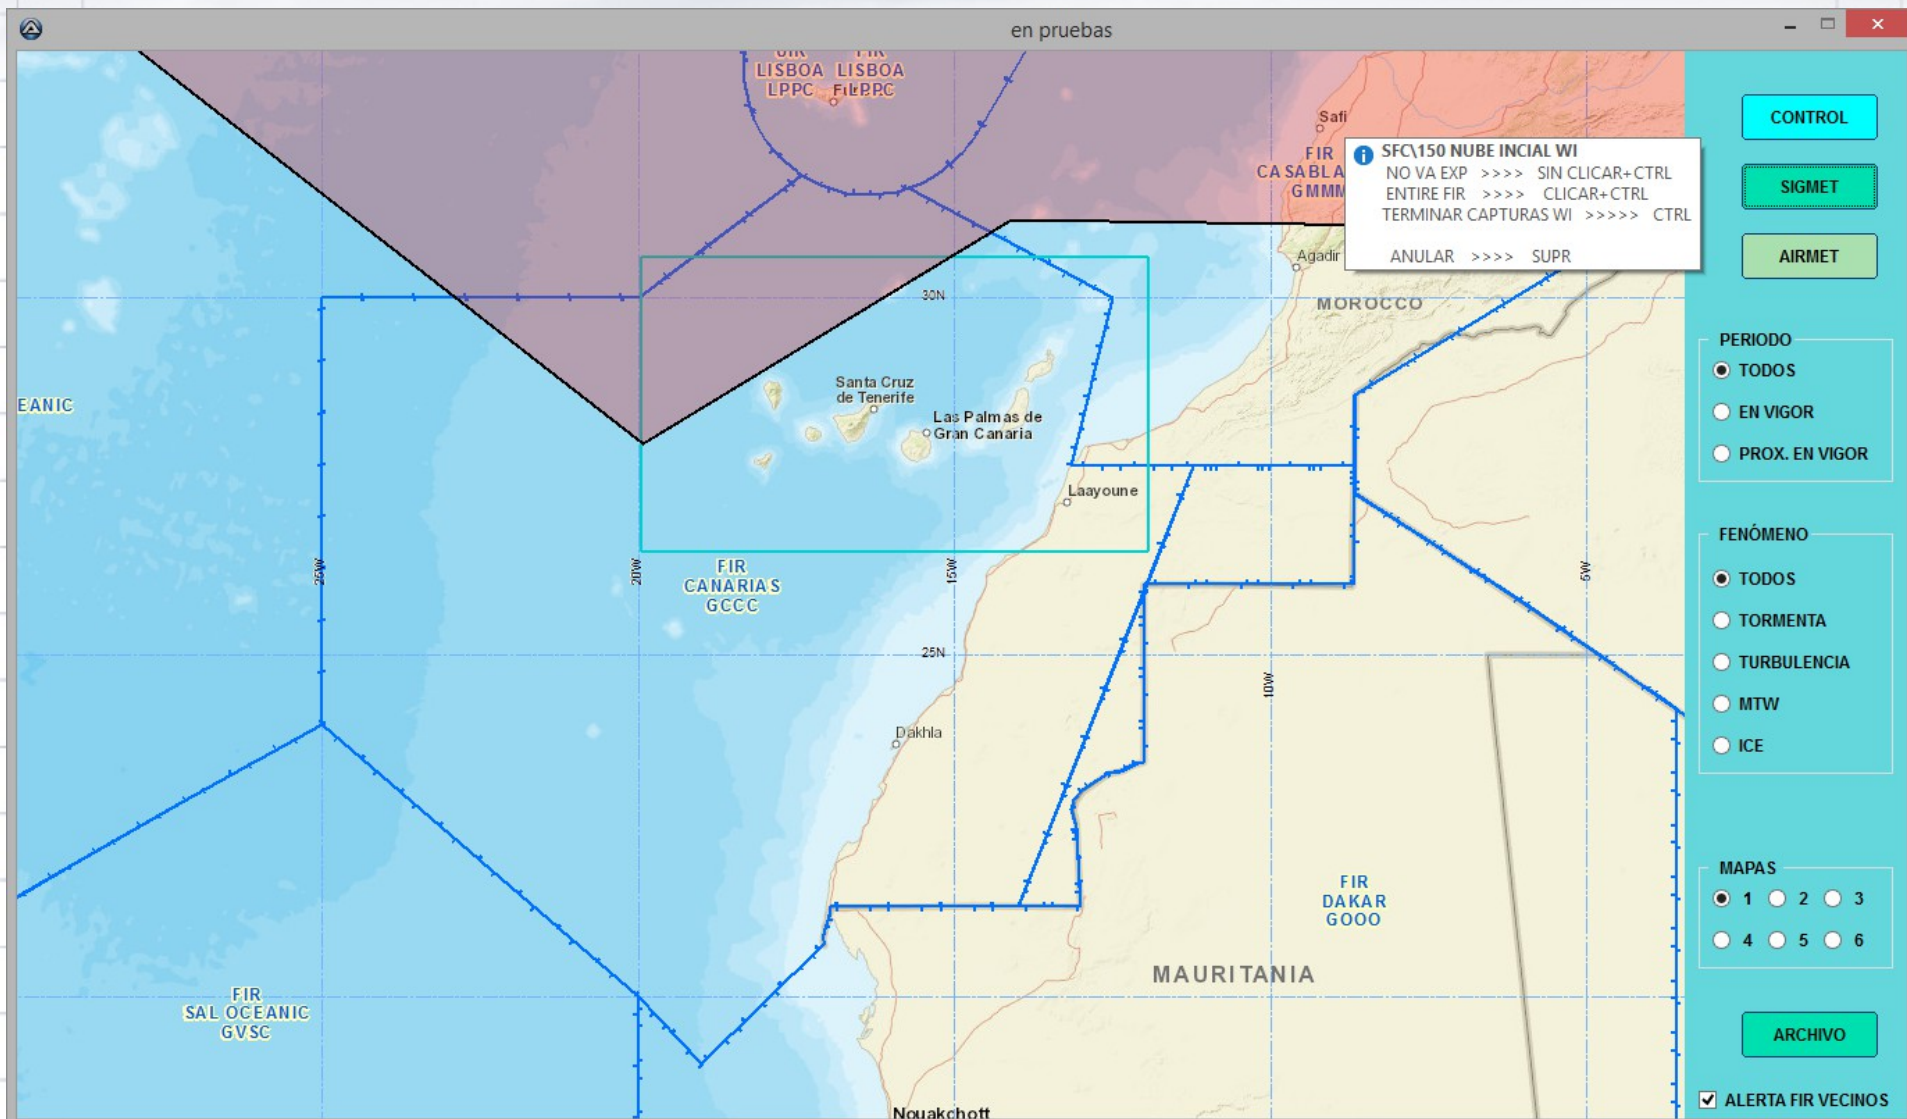 en pruebas
UIR FIR
LISBOA LISBOA
LPPC LPPC
Safi
FIR
CASABLA
GMMM
SFC\150 NUBE INCIAL WI
NO VA EXP >>>> SIN CLICAR+CTRL
ENTIRE FIR >>>> CLICAR+CTRL
TERMINAR CAPTURAS WI >>>>> CTRL
ANULAR >>>> SUPR
Agadir
30N
MOROCCO
EANIC
Santa Cruz
de Tenerife
Las Palmas de
Gran Canaria
Laayoune
25W
20W
15W
10W
5W
FIR
CANARIAS
GCCC
25N
Dakhla
FIR
DAKAR
GOOO
MAURITANIA
FIR
SAL OCEANIC
GVSC
Nouakchott
CONTROL
SIGMET
AIRMET
PERIODO
TODOS
EN VIGOR
PROX. EN VIGOR
FENÓMENO
TODOS
TORMENTA
TURBULENCIA
MTW
ICE
MAPAS
1 2 3
4 5 6
ARCHIVO
ALERTA FIR VECINOS